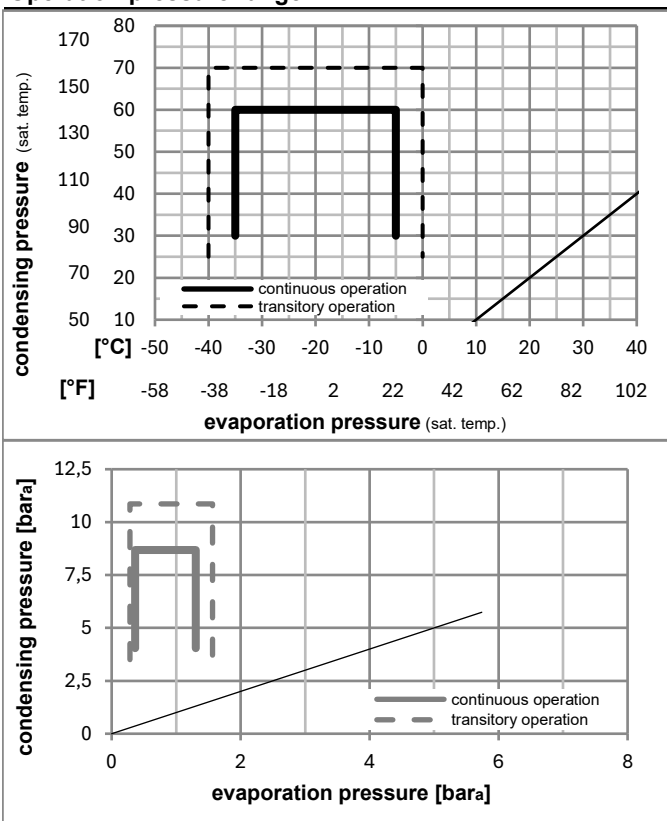 170 80
150 70
130 60
50
110 40
90 30
70 20
50 10
condensing pressure (sat. temp.)
continuous operation
transitory operation
[°C] -50 -40 -30 -20 -10 0 10 20 30 40
[°F] -58 -38 -18 2 22 42 62 82 102
evaporation pressure (sat. temp.)
12,5
10
7,5
5
2,5
0
condensing pressure [bara]
continuous operation
transitory operation
0 2 4 6 8
evaporation pressure [bara]